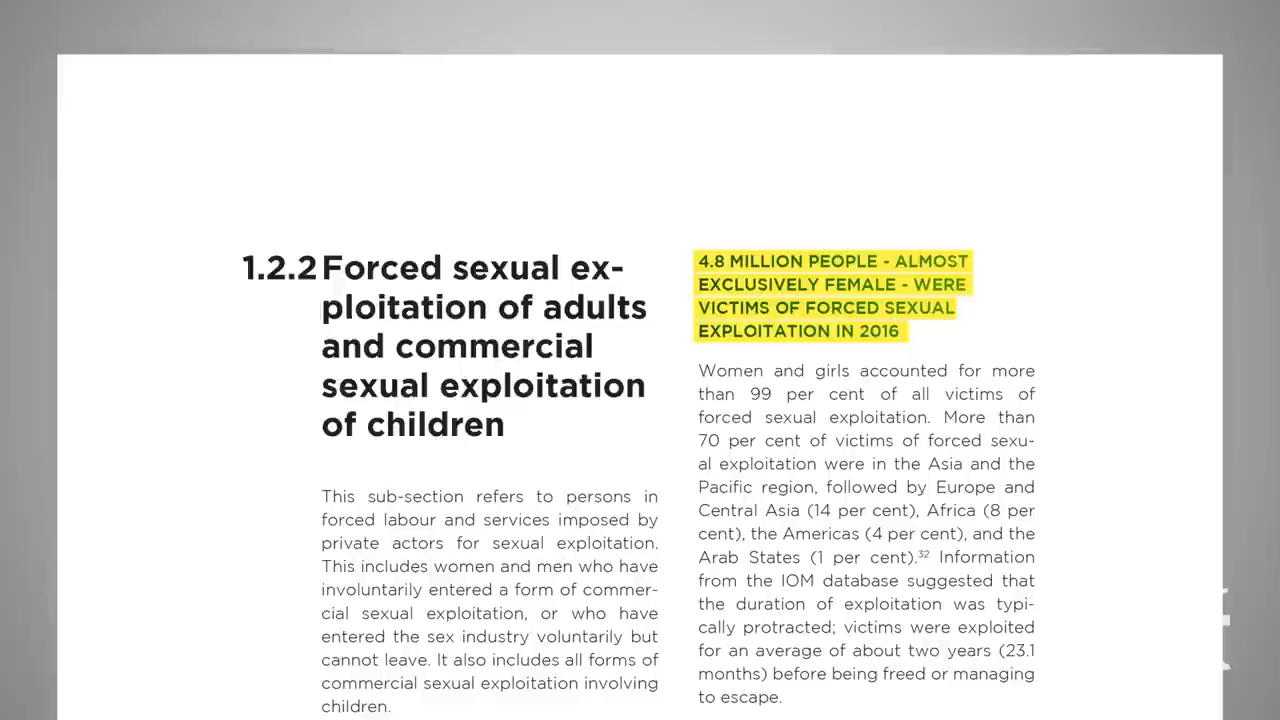 1.2.2 Forced sexual ex-
ploitation of adults
and commercial
sexual exploitation
of children
This sub-section refers to persons in
forced labour and services imposed by
private actors for sexual exploitation.
This includes women and men who have
involuntarily entered a form of commer-
cial sexual exploitation, or who have
entered the sex industry voluntarily but
cannot leave. It also includes all forms of
commercial sexual exploitation involving
children.
4.8 MILLION PEOPLE - ALMOST
EXCLUSIVELY FEMALE - WERE
VICTIMS OF FORCED SEXUAL
EXPLOITATION IN 2016
Women and girls accounted for more
than 99 per cent of all victims of
forced sexual exploitation. More than
70 per cent of victims of forced sexu-
al exploitation were in the Asia and the
Pacific region, followed by Europe and
Central Asia (14 per cent), Africa (8 per
cent), the Americas (4 per cent), and the
Arab States (1 per cent).³² Information
from the IOM database suggested that
the duration of exploitation was typi-
cally protracted; victims were exploited
for an average of about two years (23.1
months) before being freed or managing
to escape.